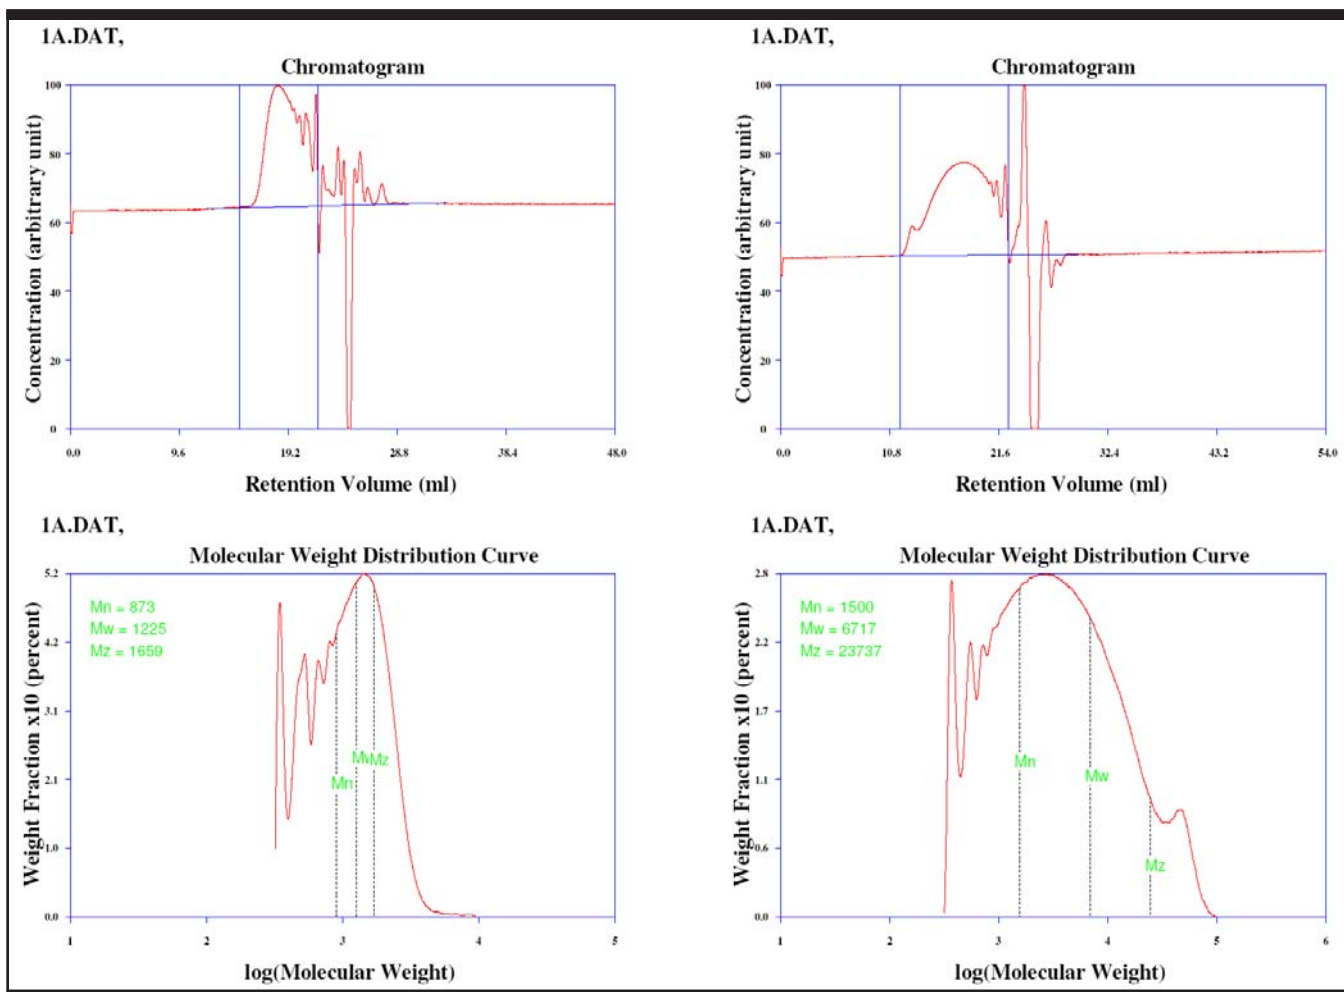 1A.DAT,
Chromatogram
Concentration (arbitrary unit)
100
80
60
40
20
0
0.0 9.6 19.2 28.8 38.4 48.0
Retention Volume (ml)
1A.DAT,
Chromatogram
Concentration (arbitrary unit)
100
80
60
40
20
0
0.0 10.8 21.6 32.4 43.2 54.0
Retention Volume (ml)
1A.DAT,
Molecular Weight Distribution Curve
Weight Fraction x10 (percent)
5.2
4.2
3.1
2.1
1.0
0.0
Mn = 873
Mw = 1225
Mz = 1659
Mw
Mz
Mn
1 2 3 4 5
log(Molecular Weight)
1A.DAT,
Molecular Weight Distribution Curve
Weight Fraction x10 (percent)
2.8
2.2
1.7
1.1
0.6
0.0
Mn = 1500
Mw = 6717
Mz = 23737
Mn
Mw
Mz
1 2 3 4 5 6
log(Molecular Weight)